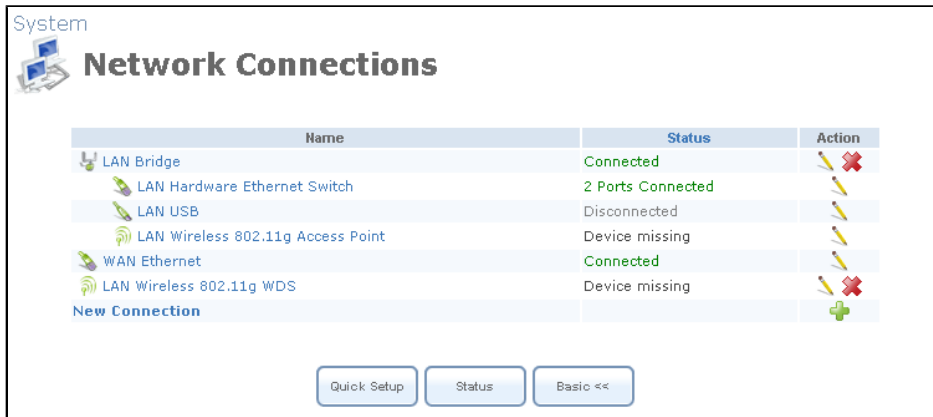 System
Network Connections
Name Status Action
LAN Bridge Connected
LAN Hardware Ethernet Switch 2 Ports Connected
LAN USB Disconnected
LAN Wireless 802.11g Access Point Device missing
WAN Ethernet Connected
LAN Wireless 802.11g WDS Device missing
New Connection
Quick Setup Status Basic <<